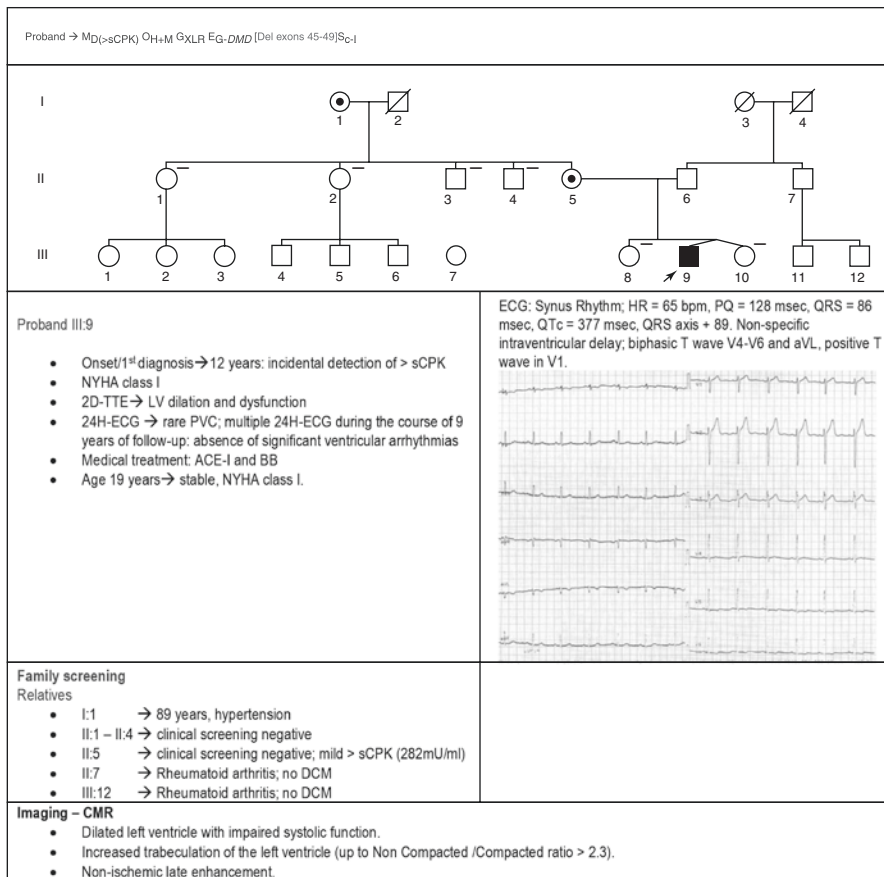 Proband → MD(>sCPK) OH+M GXLR EG-DMD [Del exons 45-49]Sc-I
I
1
2
3
4
II
1
2
3
4
5
6
7
III
1
2
3
4
5
6
7
8
9
10
11
12
Proband III:9
• Onset/1st diagnosis→12 years: incidental detection of > sCPK
• NYHA class I
• 2D-TTE→ LV dilation and dysfunction
• 24H-ECG → rare PVC; multiple 24H-ECG during the course of 9
years of follow-up: absence of significant ventricular arrhythmias
• Medical treatment: ACE-I and BB
• Age 19 years→ stable, NYHA class I.
ECG: Synus Rhythm; HR = 65 bpm, PQ = 128 msec, QRS = 86
msec, QTc = 377 msec, QRS axis + 89. Non-specific
intraventricular delay; biphasic T wave V4-V6 and aVL, positive T
wave in V1.
Family screening
Relatives
• I:1 → 89 years, hypertension
• II:1 – II:4 → clinical screening negative
• II:5 → clinical screening negative; mild > sCPK (282mU/ml)
• II:7 → Rheumatoid arthritis; no DCM
• III:12 → Rheumatoid arthritis; no DCM
Imaging – CMR
• Dilated left ventricle with impaired systolic function.
• Increased trabeculation of the left ventricle (up to Non Compacted /Compacted ratio > 2.3).
• Non-ischemic late enhancement.